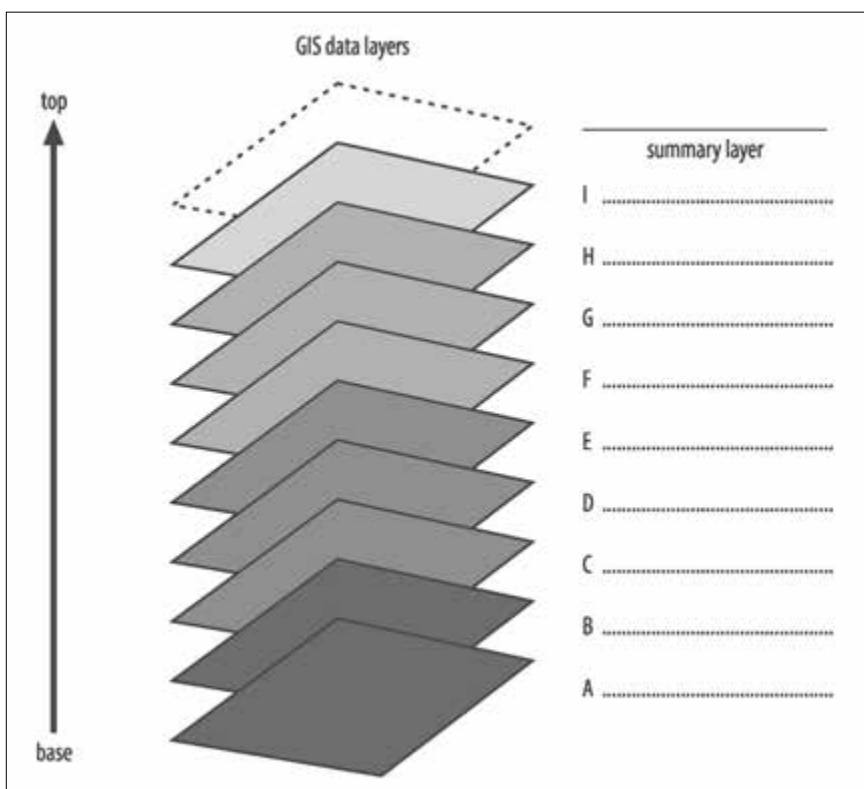 GIS data layers
top
summary layer
I ........................................
H ........................................
G ........................................
F ........................................
E ........................................
D ........................................
C ........................................
B ........................................
A ........................................
base